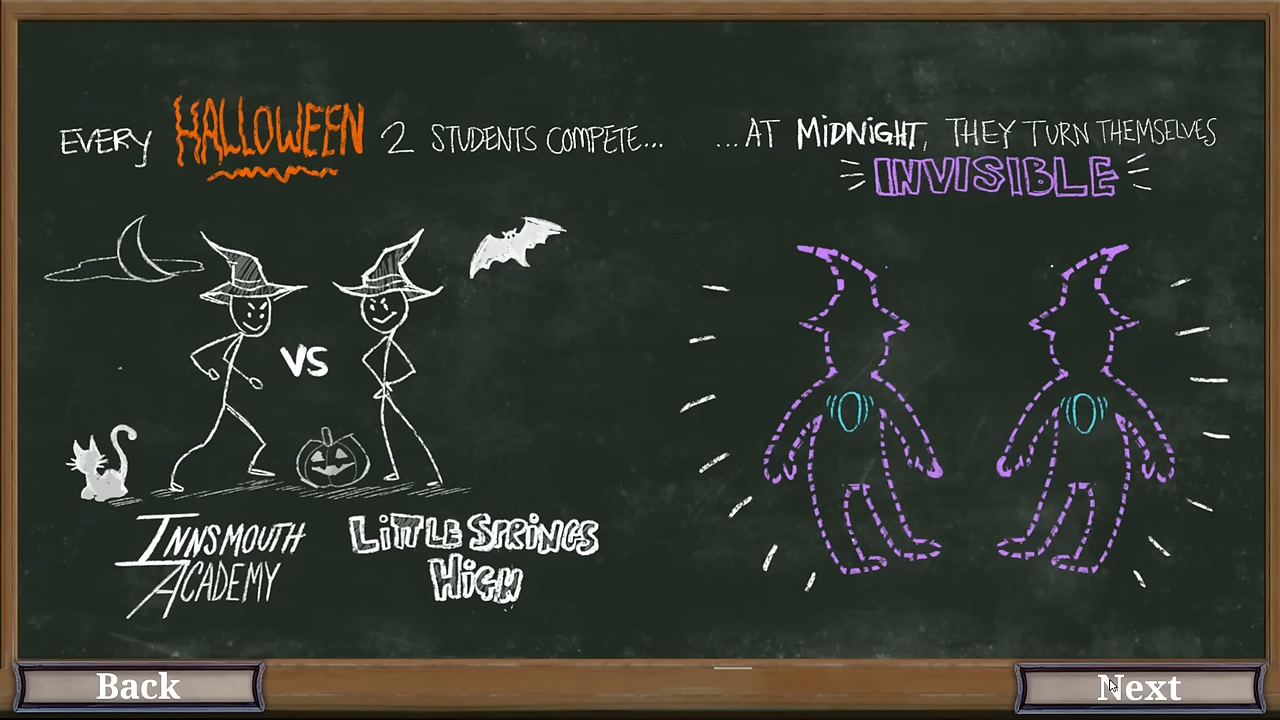 EVERY HALLOWEEN 2 STUDENTS COMPETE...
...AT MIDNIGHT, THEY TURN THEMSELVES
INVISIBLE
VS
INNSMOUTH
ACADEMY
LITTLE SPRINGS
HIGH
Back
Next